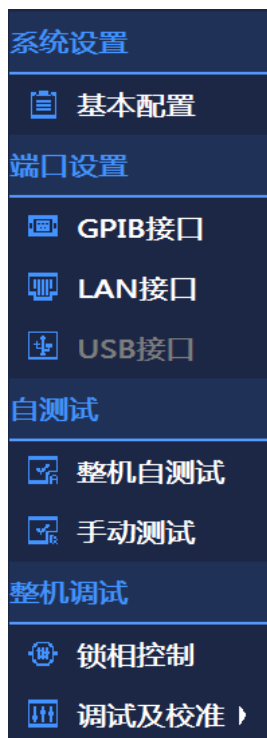 系统设置
基本配置
端口设置
GPIB接口
LAN接口
USB接口
自测试
整机自测试
手动测试
整机调试
锁相控制
调试及校准